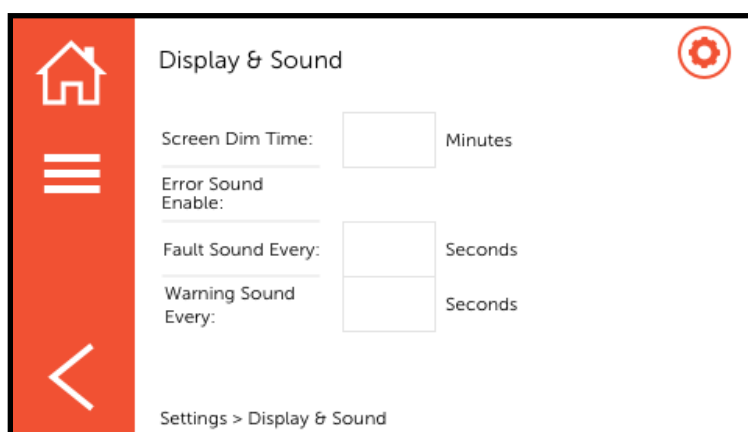 Display & Sound
Screen Dim Time:
Minutes
Error Sound
Enable:
Fault Sound Every:
Seconds
Warning Sound
Every:
Seconds
Settings > Display & Sound